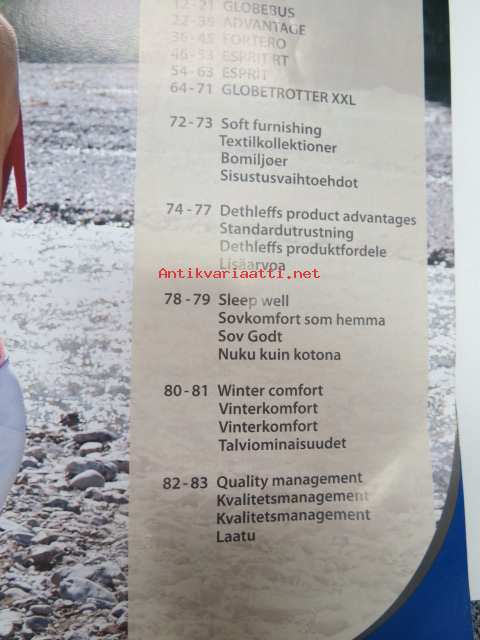 12-21 GLOBEBUS
22-35 ADVANTAGE
36-45 FORTERO
46-53 ESPRIT RT
54-63 ESPRIT
64-71 GLOBETROTTER XXL
72-73 Soft furnishing
Textilkollektioner
Bomiljøer
Sisustusvaihtoehdot
74-77 Dethleffs product advantages
Standardutrustning
Dethleffs produktfordele
Lisäarvoa
Antikvariaatti.net
78-79 Sleep well
Sovkomfort som hemma
Sov Godt
Nuku kuin kotona
80-81 Winter comfort
Vinterkomfort
Vinterkomfort
Talviominaisuudet
82-83 Quality management
Kvalitetsmanagement
Kvalitetsmanagement
Laatu